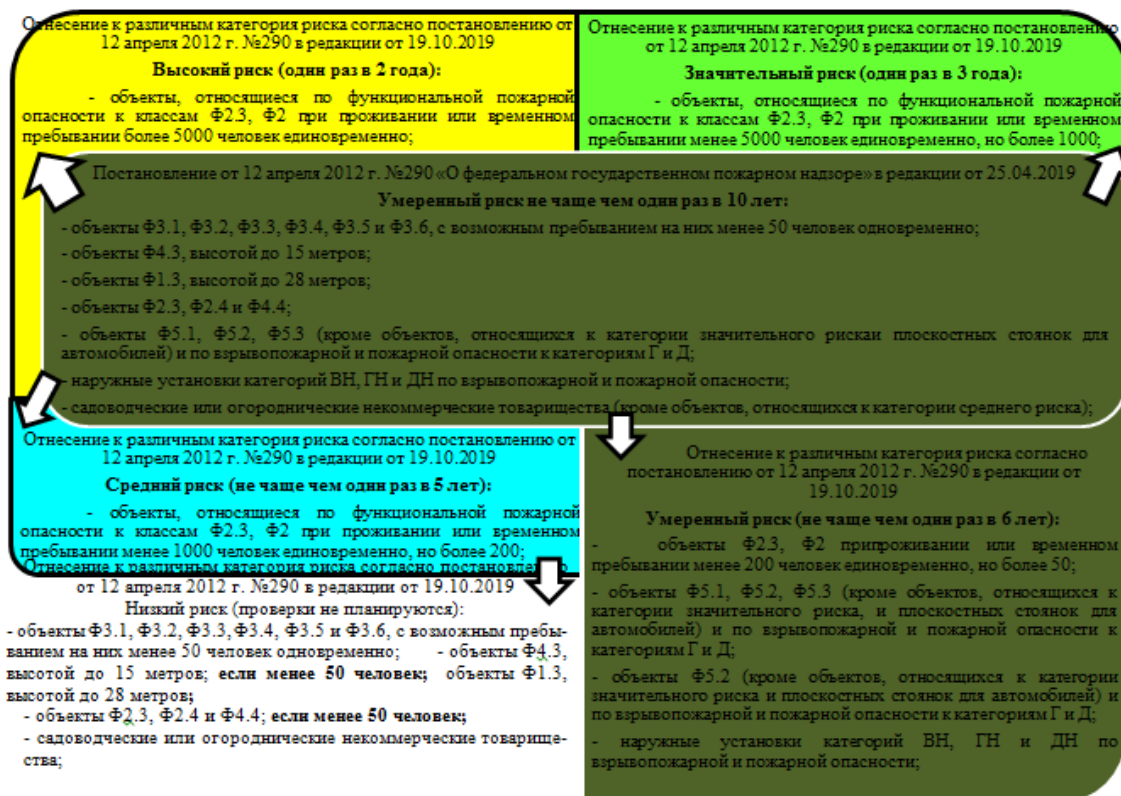 Отнесение к различным категория риска согласно постановлению от
12 апреля 2012 г. №290 в редакции от 19.10.2019
Высокий риск (один раз в 2 года):
- объекты, относящиеся по функциональной пожарной
опасности к классам Ф2.3, Ф2 при проживании или временном
пребывании более 5000 человек единовременно;
Отнесение к различным категория риска согласно постановлению
от 12 апреля 2012 г. №290 в редакции от 19.10.2019
Значительный риск (один раз в 3 года):
- объекты, относящиеся по функциональной пожарной
опасности к классам Ф2.3, Ф2 при проживании или временном
пребывании менее 5000 человек единовременно, но более 1000;
Постановление от 12 апреля 2012 г. №290 «О федеральном государственном пожарном надзоре» в редакции от 25.04.2019
Умеренный риск не чаще чем один раз в 10 лет:
- объекты Ф3.1, Ф3.2, Ф3.3, Ф3.4, Ф3.5 и Ф3.6, с возможным пребыванием на них менее 50 человек одновременно;
- объекты Ф4.3, высотой до 15 метров;
- объекты Ф1.3, высотой до 28 метров;
- объекты Ф2.3, Ф2.4 и Ф4.4;
- объекты Ф5.1, Ф5.2, Ф5.3 (кроме объектов, относящихся к категории значительного рискаи плоскостных стоянок для
автомобилей) и по взрывопожарной и пожарной опасности к категориям Г и Д;
- наружные установки категорий ВН, ГН и ДН по взрывопожарной и пожарной опасности;
- садоводческие или огороднические некоммерческие товарищества (кроме объектов, относящихся к категории среднего риска);
Отнесение к различным категория риска согласно постановлению от
12 апреля 2012 г. №290 в редакции от 19.10.2019
Средний риск (не чаще чем один раз в 5 лет):
- объекты, относящиеся по функциональной пожарной
опасности к классам Ф2.3, Ф2 при проживании или временном
пребывании менее 1000 человек единовременно, но более 200;
Отнесение к различным категория риска согласно постановлению
от 12 апреля 2012 г. №290 в редакции от 19.10.2019
Низкий риск (проверки не планируются):
- объекты Ф3.1, Ф3.2, Ф3.3, Ф3.4, Ф3.5 и Ф3.6, с возможным пребы-
ванием на них менее 50 человек одновременно; - объекты Ф4.3,
высотой до 15 метров; если менее 50 человек; объекты Ф1.3,
высотой до 28 метров;
- объекты Ф2.3, Ф2.4 и Ф4.4; если менее 50 человек;
- садоводческие или огороднические некоммерческие товарище-
ства;
Отнесение к различным категория риска согласно
постановлению от 12 апреля 2012 г. №290 в редакции от
19.10.2019
Умеренный риск (не чаще чем один раз в 6 лет):
- объекты Ф2.3, Ф2 припроживании или временном
пребывании менее 200 человек единовременно, но более 50;
- объекты Ф5.1, Ф5.2, Ф5.3 (кроме объектов, относящихся к
категории значительного риска, и плоскостных стоянок для
автомобилей) и по взрывопожарной и пожарной опасности к
категориям Г и Д;
- объекты Ф5.2 (кроме объектов, относящихся к категории
значительного риска и плоскостных стоянок для автомобилей) и
по взрывопожарной и пожарной опасности к категориям Г и Д;
- наружные установки категорий ВН, ГН и ДН по
взрывопожарной и пожарной опасности;